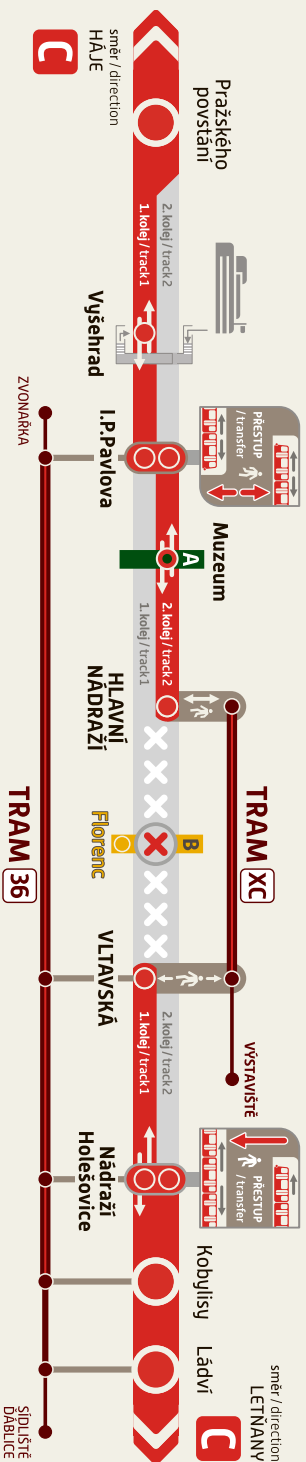 směr / direction
HÁJE
C
Pražského
povstání
2. kolej / track 2
1. kolej / track 1
Vyšehrad
ZVONAŘKA
I.P.Pavlova
PŘESTUP
/ transfer
Muzeum
A
2. kolej / track 2
1. kolej / track 1
HLAVNÍ
NÁDRAŽÍ
TRAM XC
TRAM 36
B
Florenc
VLTAVSKÁ
2. kolej / track 2
1. kolej / track 1
VÝSTAVIŠTĚ
Nádraží
Holešovice
PŘESTUP
/ transfer
Kobylisy
Ládví
směr / direction
LETŇANY
C
SÍDLIŠTĚ
ĎÁBLICE